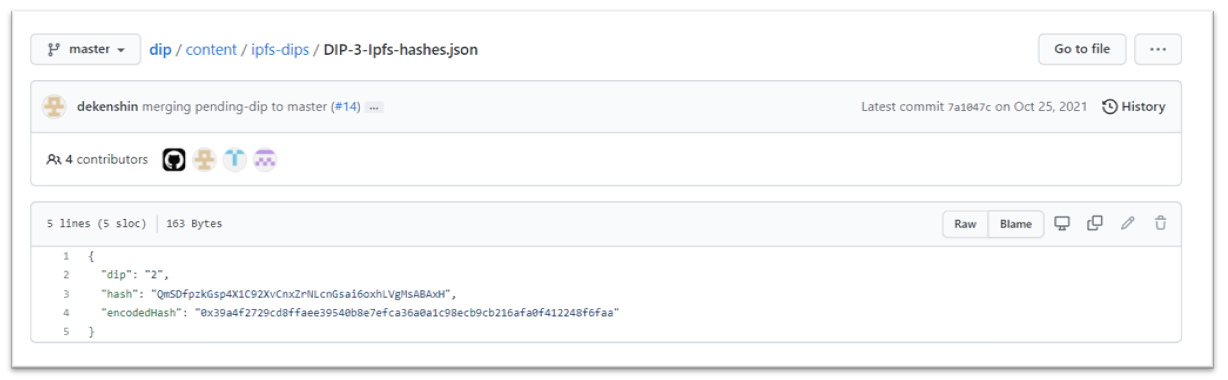 master dip / content / ipfs-dips / DIP-3-Ipfs-hashes.json Go to file ...
dekenshin merging pending-dip to master (#14) ... Latest commit 7a1047c on Oct 25, 2021 History
4 contributors
5 lines (5 sloc) 163 Bytes Raw Blame
1 {
2 "dip": "2",
3 "hash": "QmSDfpzkGsp4X1C92XvCnxZrNLcnGsai6oxhLVgMsABAxH",
4 "encodedHash": "0x39a4f2729cd8ffaee39540b8e7efca36a0a1c98ecb9cb216afa0f412248f6faa"
5 }